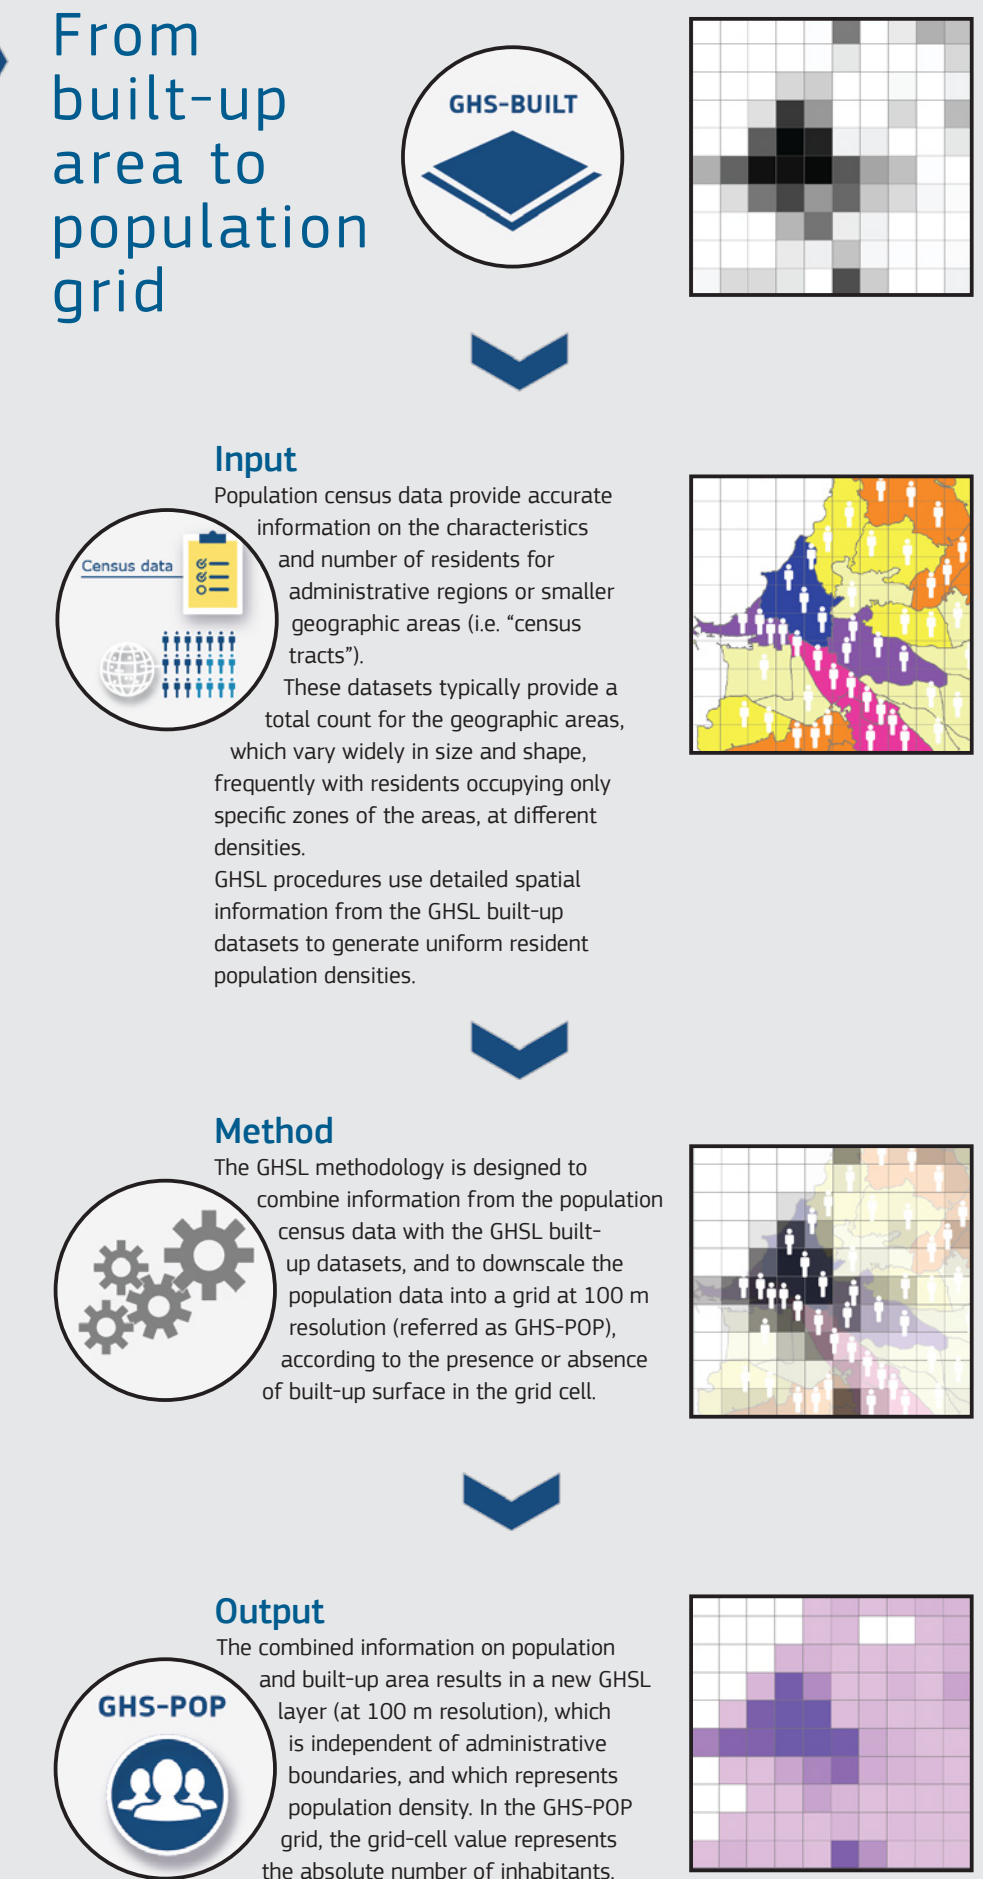 From
built-up
area to
population
grid
GHS-BUILT
Input
Population census data provide accurate
information on the characteristics
and number of residents for
administrative regions or smaller
geographic areas (i.e. “census
tracts”).
These datasets typically provide a
total count for the geographic areas,
which vary widely in size and shape,
frequently with residents occupying only
specific zones of the areas, at different
densities.
GHSL procedures use detailed spatial
information from the GHSL built-up
datasets to generate uniform resident
population densities.
Census data
Method
The GHSL methodology is designed to
combine information from the population
census data with the GHSL built-
up datasets, and to downscale the
population data into a grid at 100 m
resolution (referred as GHS-POP),
according to the presence or absence
of built-up surface in the grid cell.
Output
The combined information on population
and built-up area results in a new GHSL
layer (at 100 m resolution), which
is independent of administrative
boundaries, and which represents
population density. In the GHS-POP
grid, the grid-cell value represents
the absolute number of inhabitants.
GHS-POP